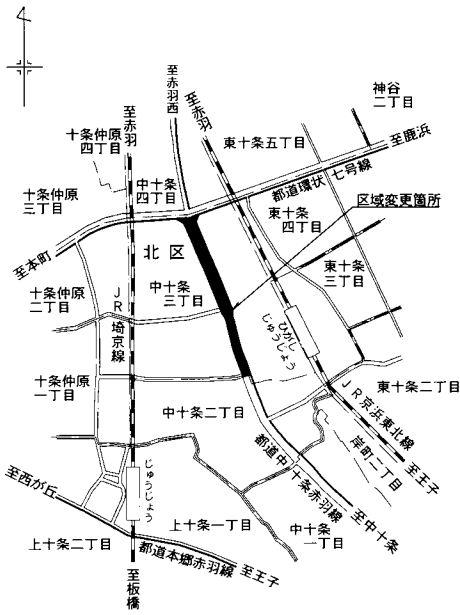 至赤羽西
至赤羽
至赤羽
神谷
二丁目
十条仲原
四丁目
東十条五丁目
至鹿浜
中十条
四丁目
都道環状七号線
十条仲原
三丁目
東十条
四丁目
区域変更箇所
北区
至本町
東十条
三丁目
十条仲原
二丁目
中十条
三丁目
JR埼京線
ひがし
じゅうじょう
十条仲原
一丁目
東十条二丁目
中十条二丁目
JR京浜東北線
岸町二丁目
都道中十条赤羽線
至王子
至西が丘
じゅうじょう
至中十条
上十条一丁目
中十条
一丁目
上十条二丁目
都道本郷赤羽線
至王子
至板橋